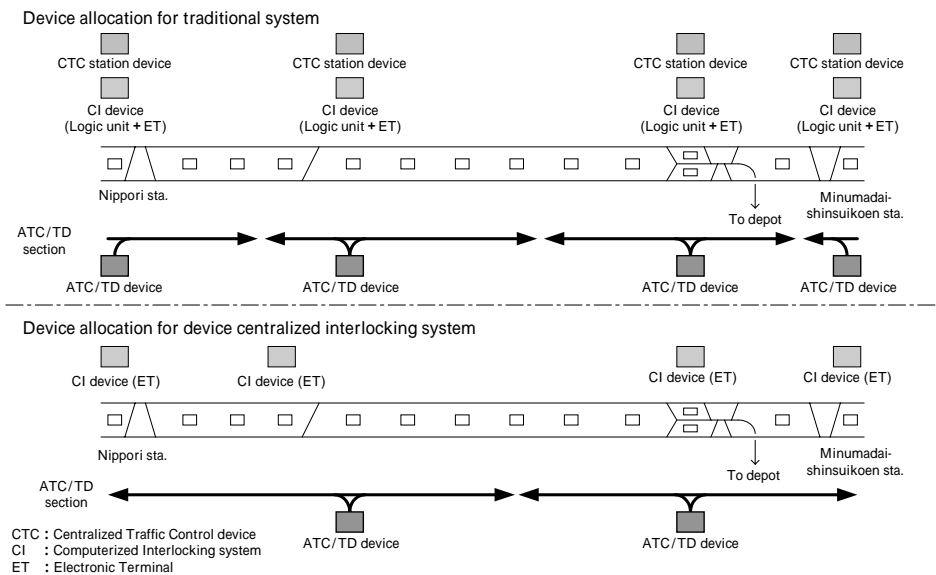 Device allocation for traditional system
CTC station device
CTC station device
CTC station device
CTC station device
CI device
(Logic unit + ET)
CI device
(Logic unit + ET)
CI device
(Logic unit + ET)
CI device
(Logic unit + ET)
Nippori sta.
To depot
Minumadai-
shinsuikoen sta.
ATC/TD
section
ATC/TD device
ATC/TD device
ATC/TD device
ATC/TD device
Device allocation for device centralized interlocking system
CI device (ET)
CI device (ET)
CI device (ET)
CI device (ET)
Nippori sta.
To depot
Minumadai-
shinsuikoen sta.
ATC/TD
section
ATC/TD device
ATC/TD device
CTC : Centralized Traffic Control device
CI : Computerized Interlocking system
ET : Electronic Terminal